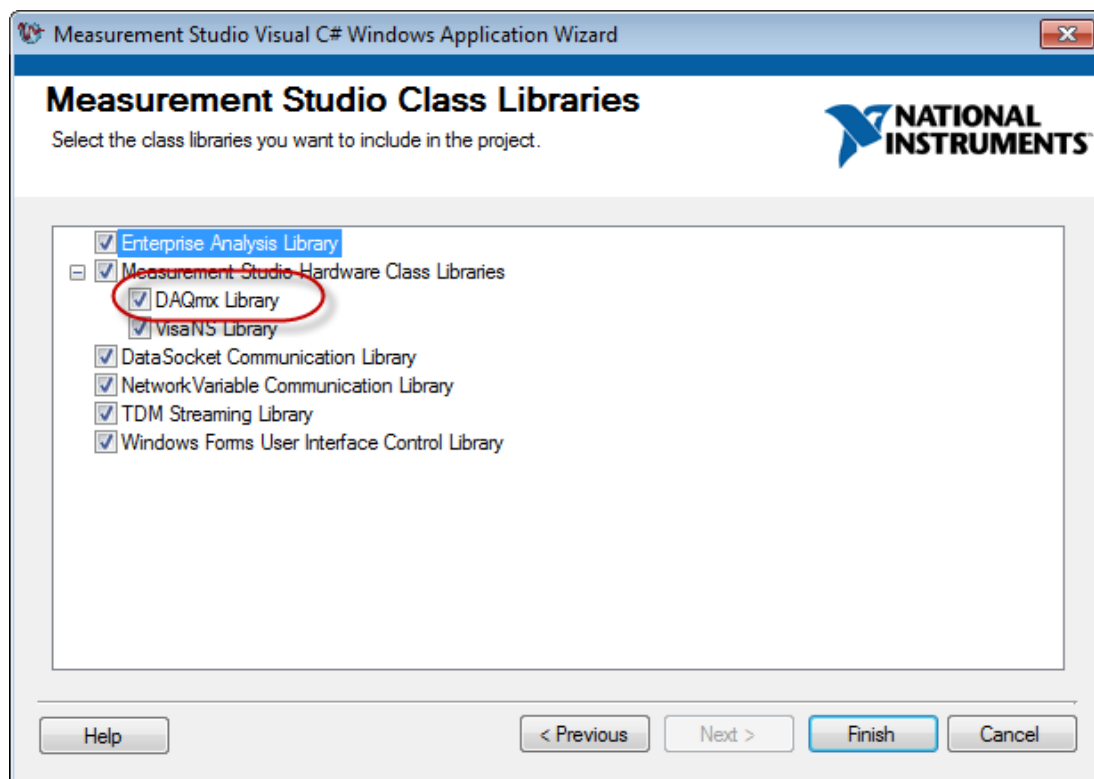 Measurement Studio Visual C# Windows Application Wizard
Measurement Studio Class Libraries
Select the class libraries you want to include in the project.
NATIONAL
INSTRUMENTS
Enterprise Analysis Library
Measurement Studio Hardware Class Libraries
DAQmx Library
VisaNS Library
DataSocket Communication Library
NetworkVariable Communication Library
TDM Streaming Library
Windows Forms User Interface Control Library
Help
< Previous
Next >
Finish
Cancel